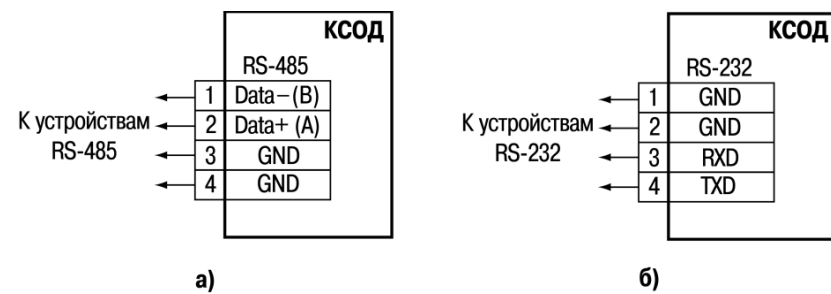 КСОД
RS-485
1 Data−(B)
2 Data+ (A)
3 GND
4 GND
К устройствам
RS-485
а)
КСОД
RS-232
1 GND
2 GND
3 RXD
4 TXD
К устройствам
RS-232
б)